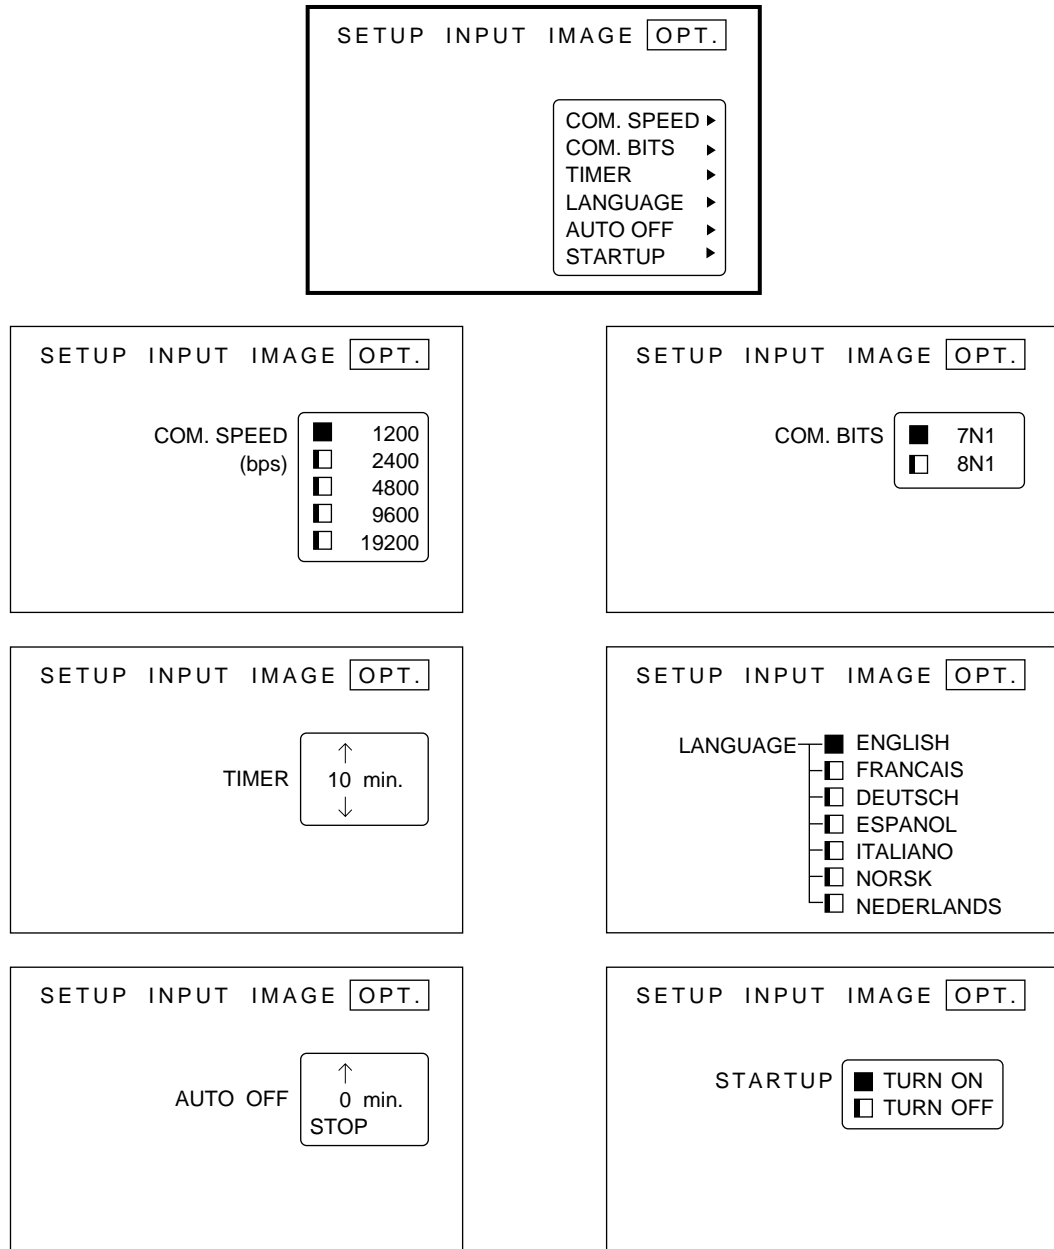 SETUP INPUT IMAGE OPT.
COM. SPEED
COM. BITS
TIMER
LANGUAGE
AUTO OFF
STARTUP
SETUP INPUT IMAGE OPT.
COM. SPEED
(bps)
1200
2400
4800
9600
19200
SETUP INPUT IMAGE OPT.
COM. BITS
7N1
8N1
SETUP INPUT IMAGE OPT.
TIMER
↑
10 min.
↓
SETUP INPUT IMAGE OPT.
LANGUAGE
ENGLISH
FRANCAIS
DEUTSCH
ESPANOL
ITALIANO
NORSK
NEDERLANDS
SETUP INPUT IMAGE OPT.
AUTO OFF
↑
0 min.
STOP
SETUP INPUT IMAGE OPT.
STARTUP
TURN ON
TURN OFF